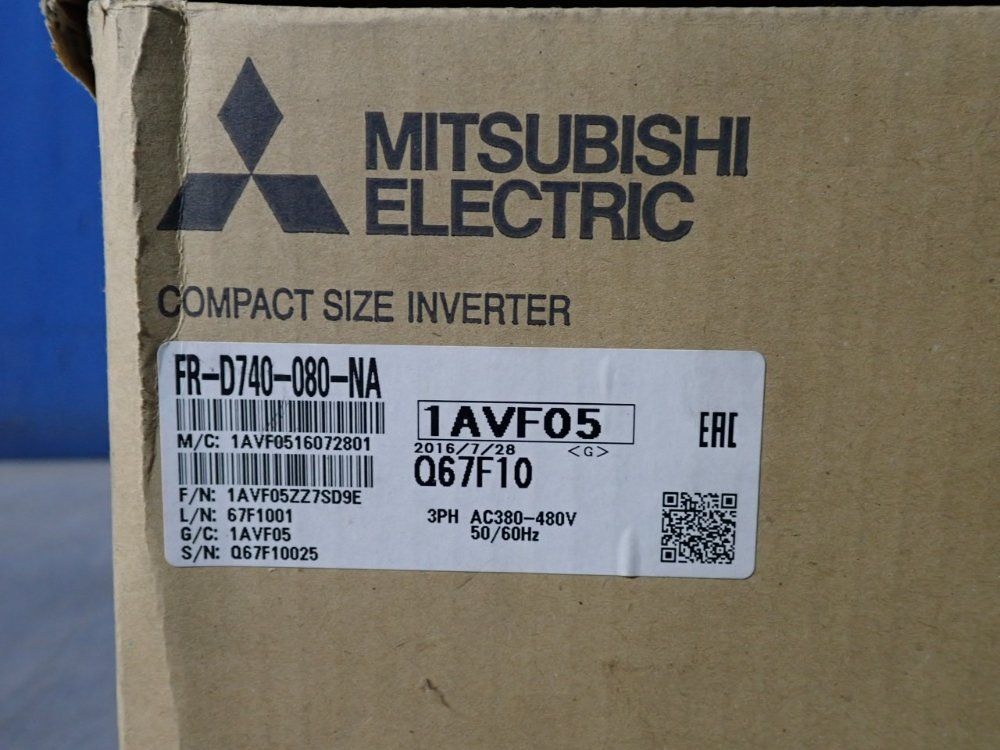 MITSUBISHI
ELECTRIC
COMPACT SIZE INVERTER
FR-D740-080-NA
M/C: 1AVF0516072801
F/N: 1AVF05ZZ7SD9E
L/N: 67F1001
G/C: 1AVF05
S/N: Q67F10025
1AVF05
2016/7/28 <G>
Q67F10
3PH AC380-480V
50/60Hz
EAC